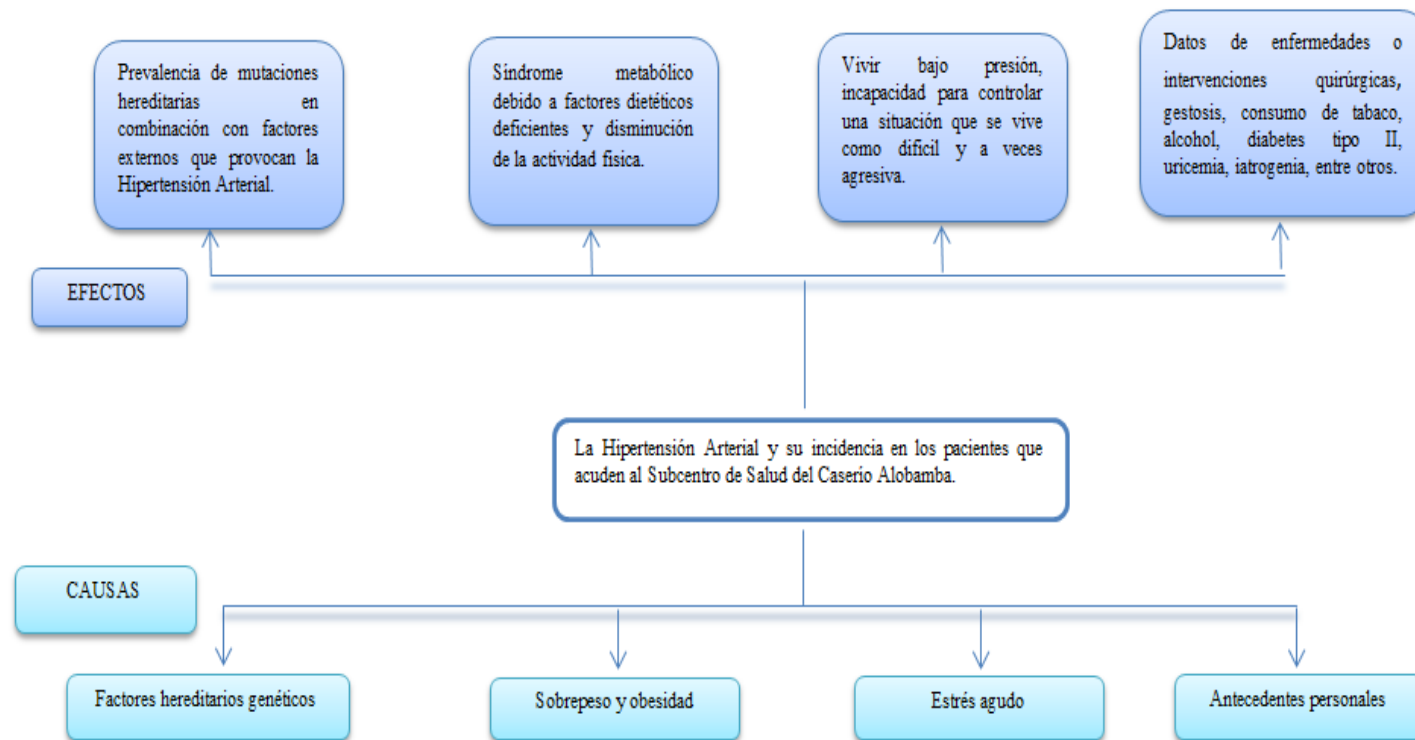 Prevalencia de mutaciones
hereditarias en
combinación con factores
externos que provocan la
Hipertensión Arterial.
Síndrome metabólico
debido a factores dietéticos
deficientes y disminución
de la actividad física.
Vivir bajo presión,
incapacidad para controlar
una situación que se vive
como difícil y a veces
agresiva.
Datos de enfermedades o
intervenciones quirúrgicas,
gestosis, consumo de tabaco,
alcohol, diabetes tipo II,
uricemia, iatrogenia, entre otros.
EFECTOS
La Hipertensión Arterial y su incidencia en los pacientes que
acuden al Subcentro de Salud del Caserío Alobamba.
CAUSAS
Factores hereditarios genéticos
Sobrepeso y obesidad
Estrés agudo
Antecedentes personales